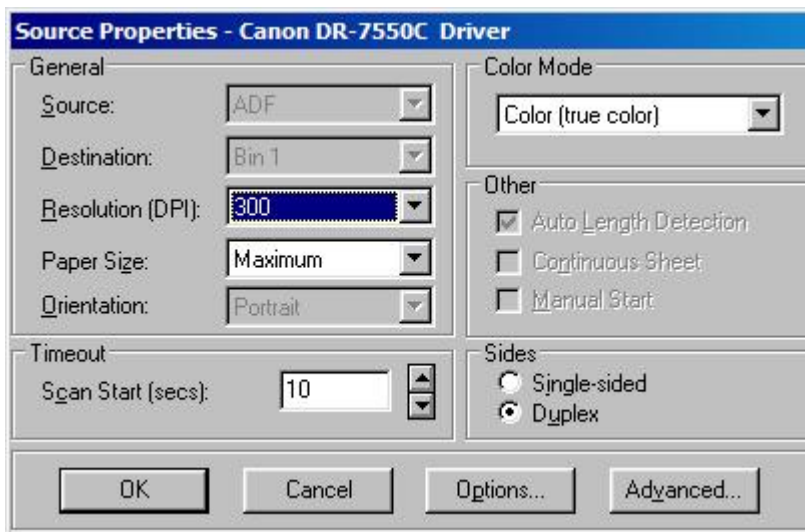 Source Properties - Canon DR-7550C Driver
General
Source: ADF
Destination: Bin 1
Resolution (DPI): 300
Paper Size: Maximum
Orientation: Portrait
Color Mode
Color (true color)
Other
Auto Length Detection
Continuous Sheet
Manual Start
Timeout
Scan Start (secs): 10
Sides
Single-sided
Duplex
OK Cancel Options... Advanced...